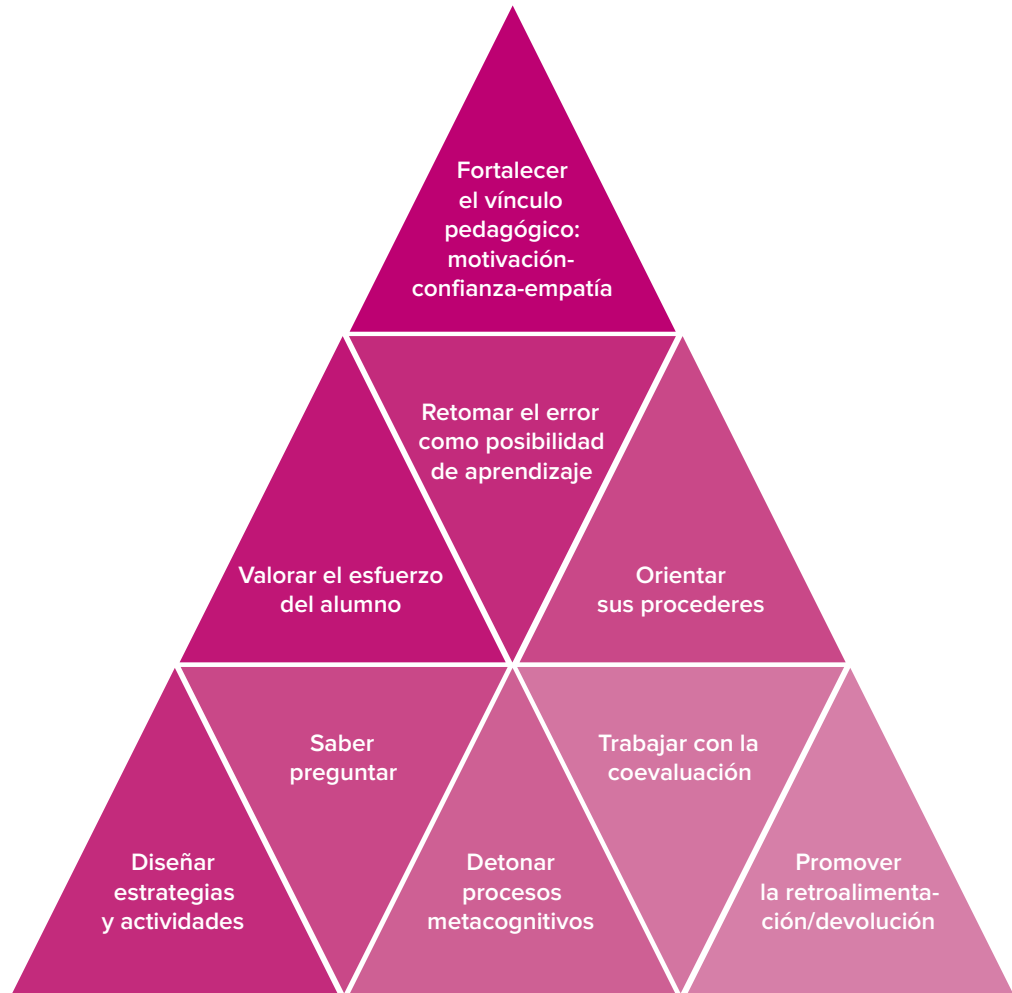 Fortalecer
el vínculo
pedagógico:
motivación-
confianza-empatía
Retomar el error
como posibilidad
de aprendizaje
Valorar el esfuerzo
del alumno
Orientar
sus procederes
Saber
preguntar
Trabajar con la
coevaluación
Diseñar
estrategias
y actividades
Detonar
procesos
metacognitivos
Promover
la retroalimenta-
ción/devolución